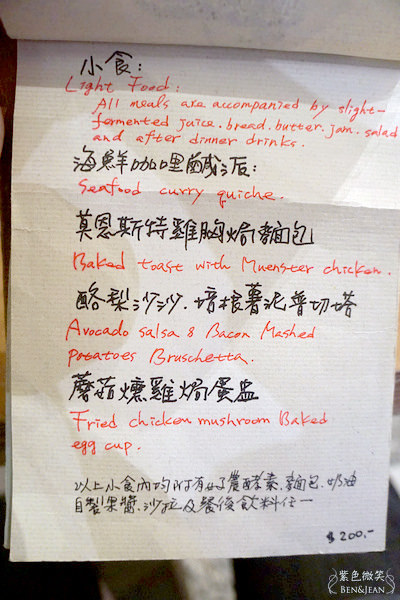 小食：
Light Food:
All meals are accompanied by slight-
fermented juice. bread. butter. jam. salad
and after dinner drinks.
海鮮咖哩鹹派：
Seafood curry quiche.
莫恩斯特雞胸焗麵包
Baked toast with Muenster chicken.
酪梨沙沙．培根薯泥普切塔
Avocado salsa & Bacon Mashed
Potatoes Bruschetta.
蘑菇燻雞焗蛋盅
Fried chicken mushroom Baked
egg cup.
以上小食內均附有 酵素．麵包．奶油
自製果醬．沙拉及餐後飲料任一
$200.-
紫色微笑
BEN&JEAN